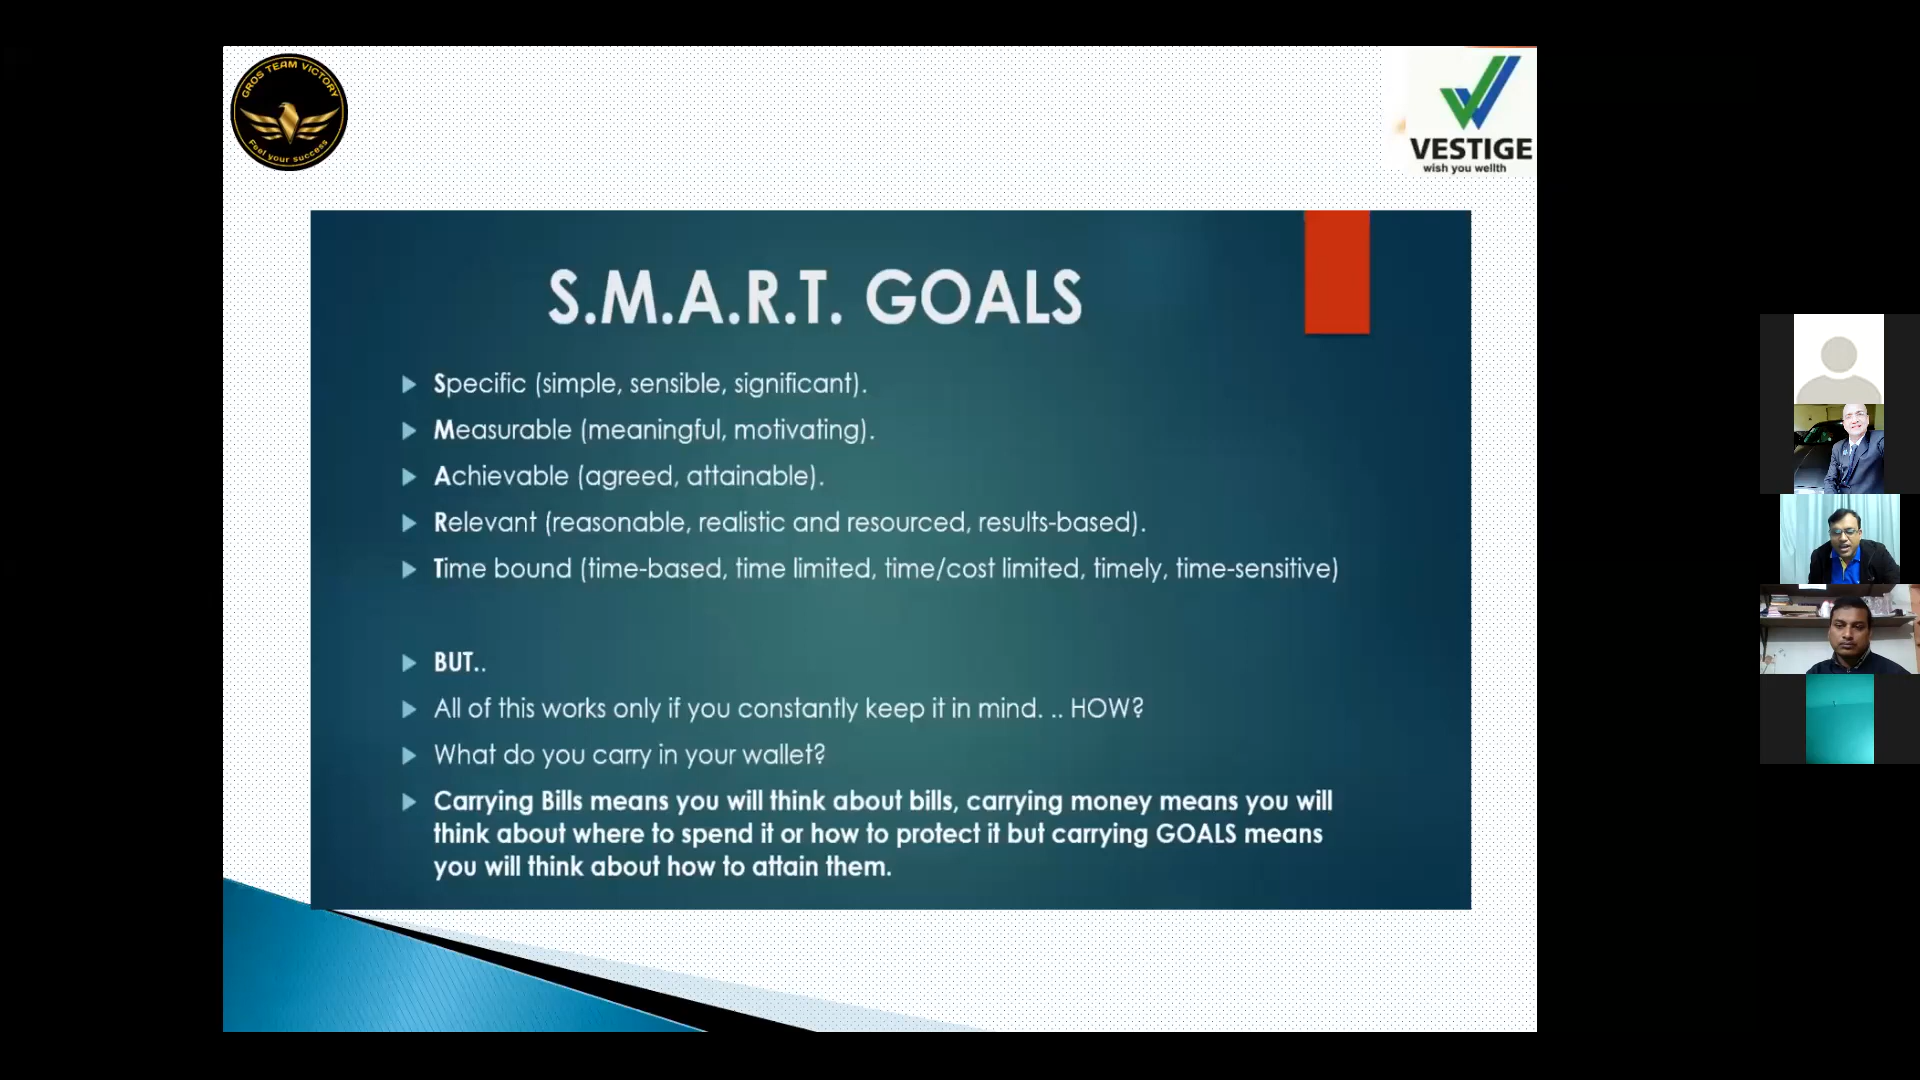 GROS TEAM VICTORY
Feel your success
VESTIGE
wish you wellth
S.M.A.R.T. GOALS
Specific (simple, sensible, significant).
Measurable (meaningful, motivating).
Achievable (agreed, attainable).
Relevant (reasonable, realistic and resourced, results-based).
Time bound (time-based, time limited, time/cost limited, timely, time-sensitive)
BUT..
All of this works only if you constantly keep it in mind. .. HOW?
What do you carry in your wallet?
Carrying Bills means you will think about bills, carrying money means you will
think about where to spend it or how to protect it but carrying GOALS means
you will think about how to attain them.